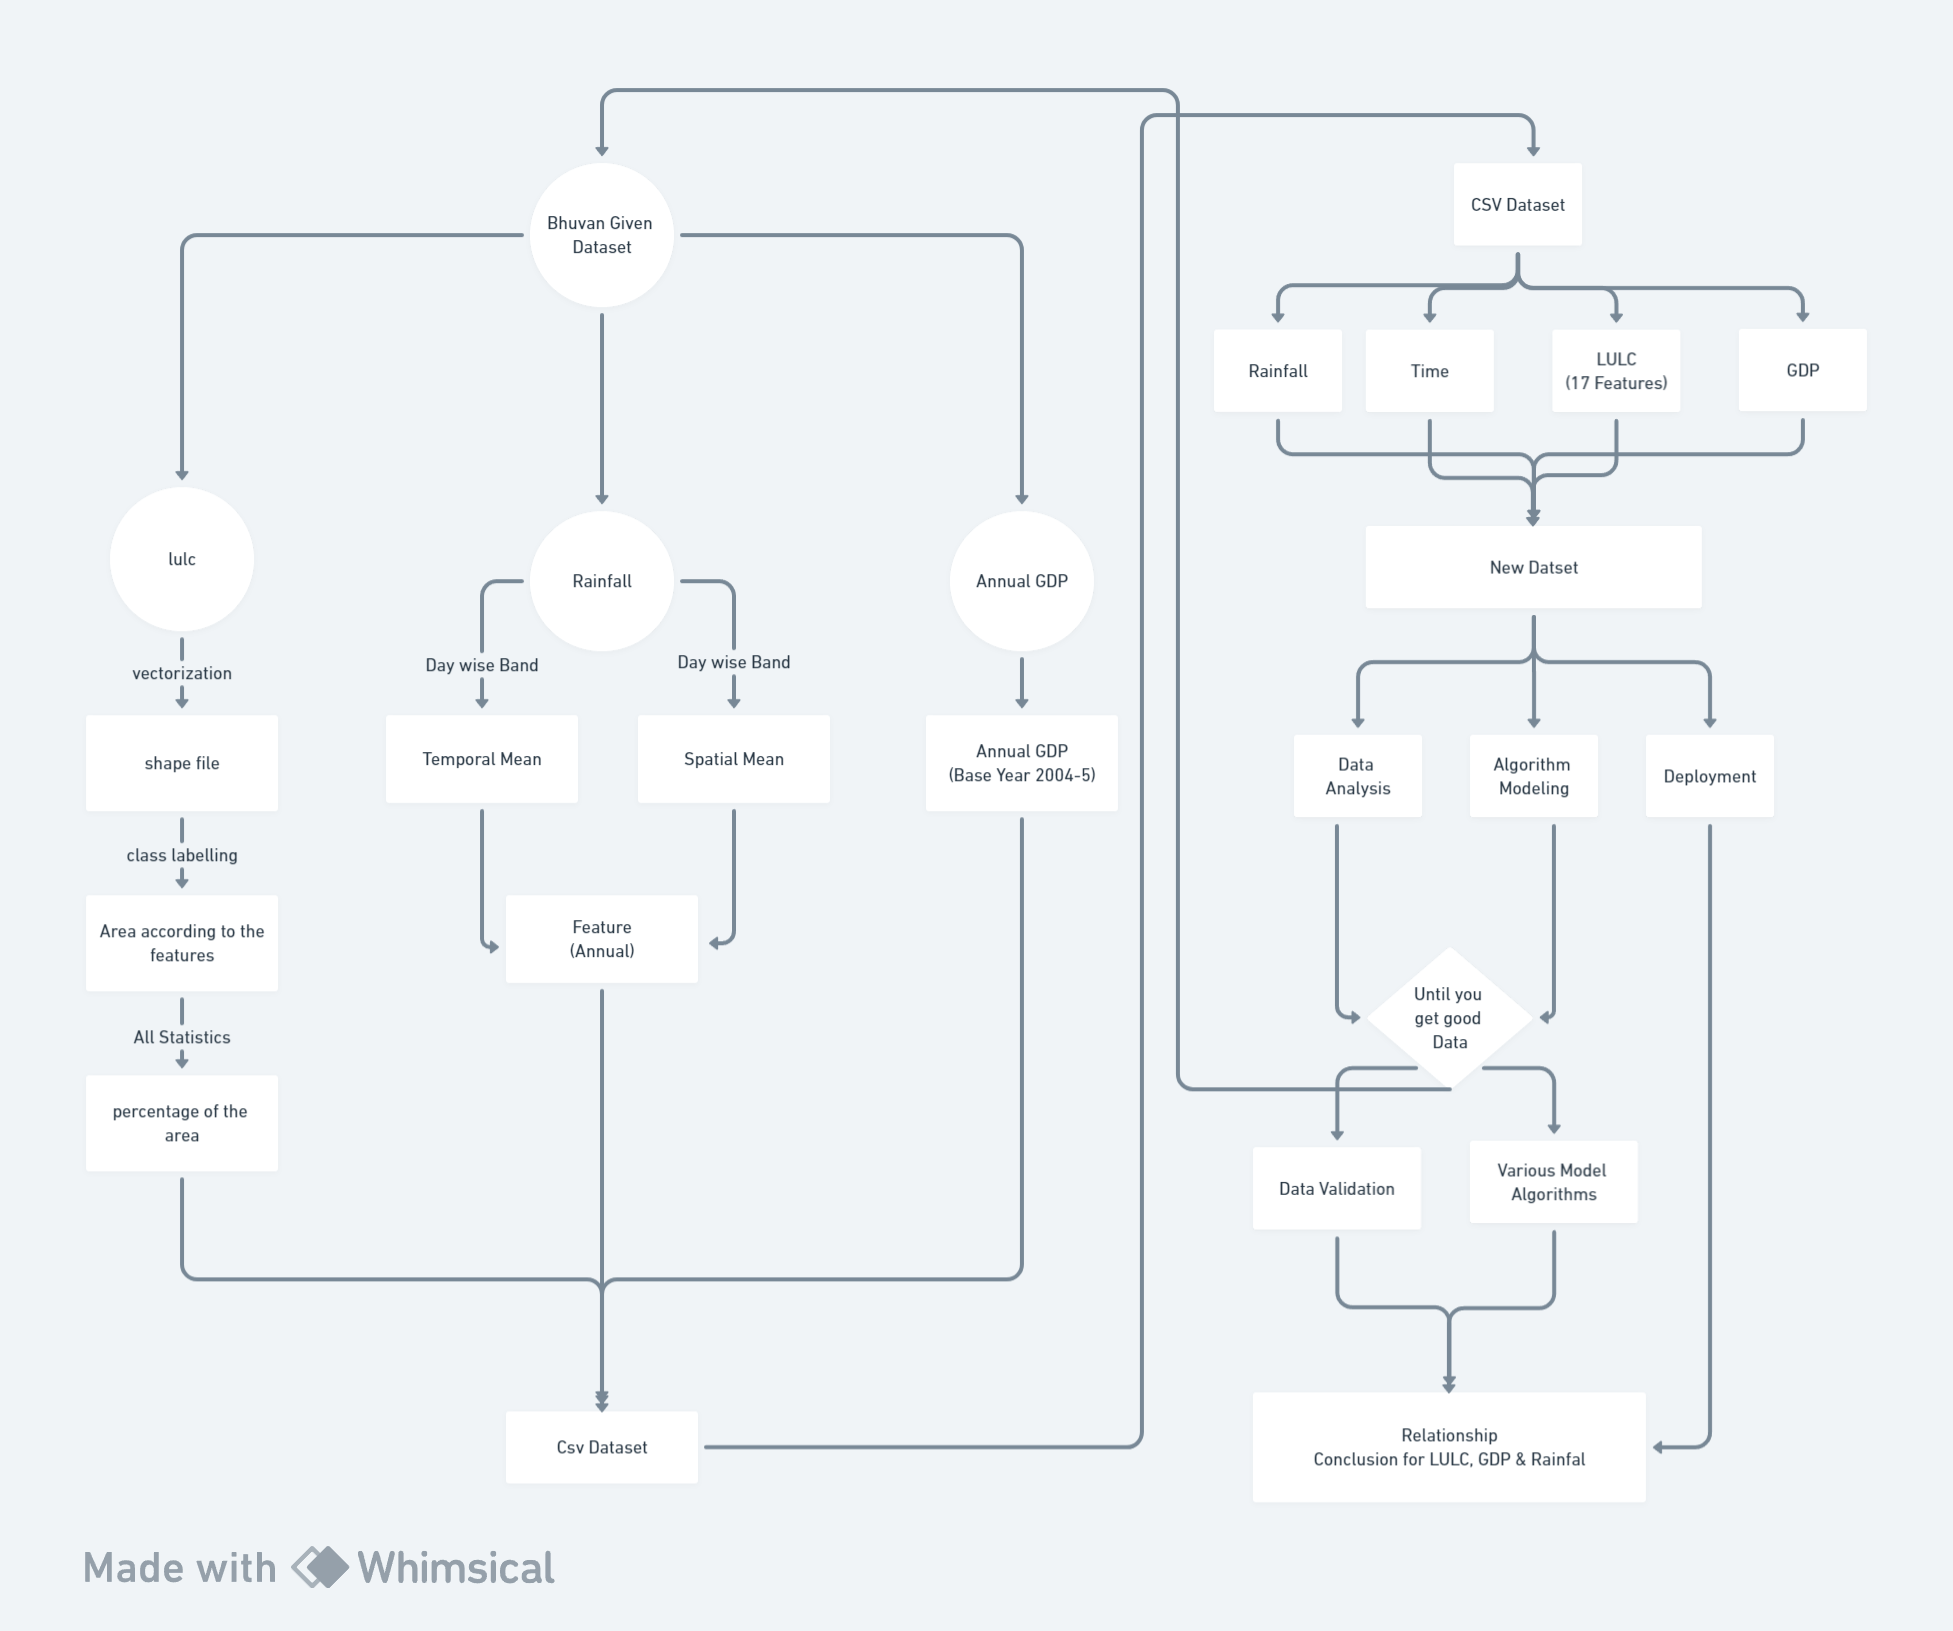 Bhuvan Given
Dataset
lulc
Rainfall
Annual GDP
vectorization
Day wise Band
Day wise Band
shape file
Temporal Mean
Spatial Mean
Annual GDP
(Base Year 2004-5)
class labelling
Area according to the
features
Feature
(Annual)
All Statistics
percentage of the
area
Csv Dataset
CSV Dataset
Rainfall
Time
LULC
(17 Features)
GDP
New Datset
Data
Analysis
Algorithm
Modeling
Deployment
Until you
get good
Data
Data Validation
Various Model
Algorithms
Relationship
Conclusion for LULC, GDP & Rainfal
Made with Whimsical